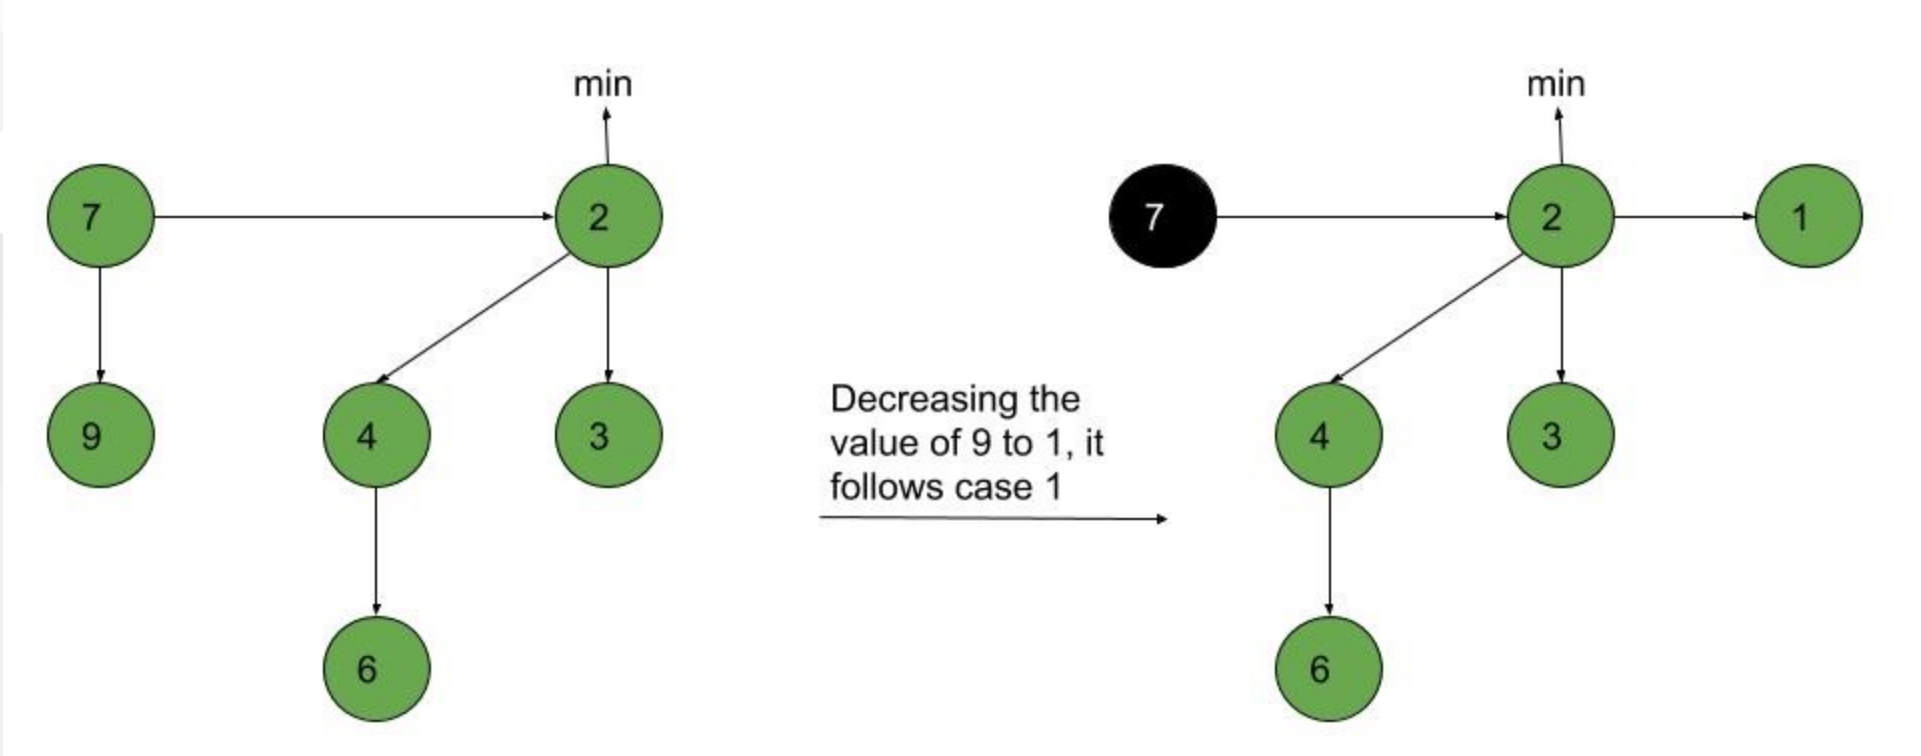 min
7
2
9
4
3
6
Decreasing the
value of 9 to 1, it
follows case 1
min
7
2
1
4
3
6